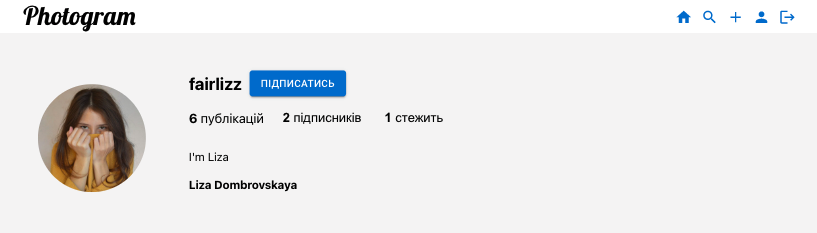 Photogram
fairlizz ПІДПИСАТИСЬ
6 публікацій 2 підписників 1 стежить
I'm Liza
Liza Dombrovskaya